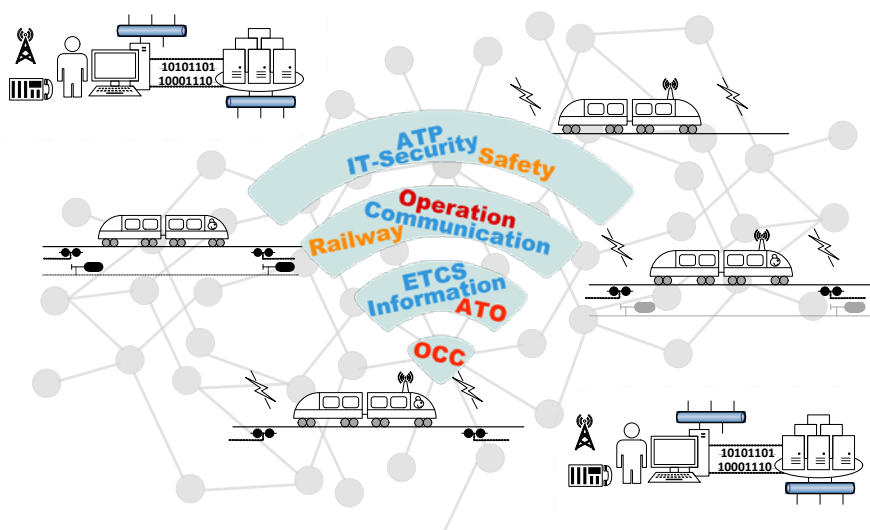 10101101
10001110
ATP
IT-Security
Safety
Operation
Communication
Railway
ETCS
Information
ATO
OCC
10101101
10001110